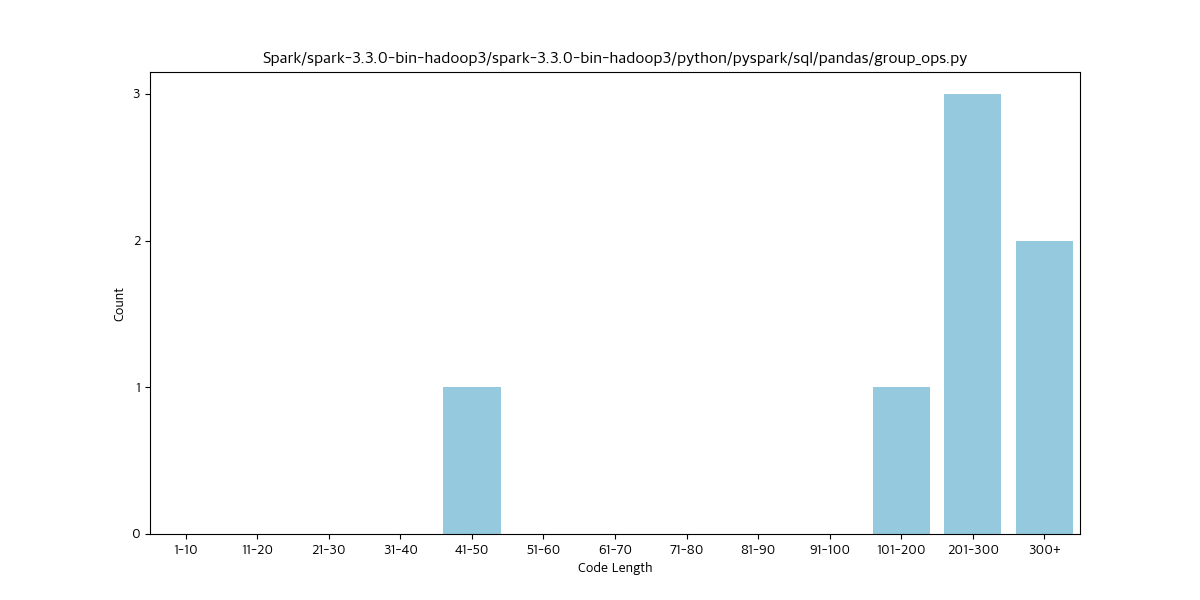 Spark/spark-3.3.0-bin-hadoop3/spark-3.3.0-bin-hadoop3/python/pyspark/sql/pandas/group_ops.py
3
2
1
0
Count
1-10 11-20 21-30 31-40 41-50 51-60 61-70 71-80 81-90 91-100 101-200 201-300 300+
Code Length